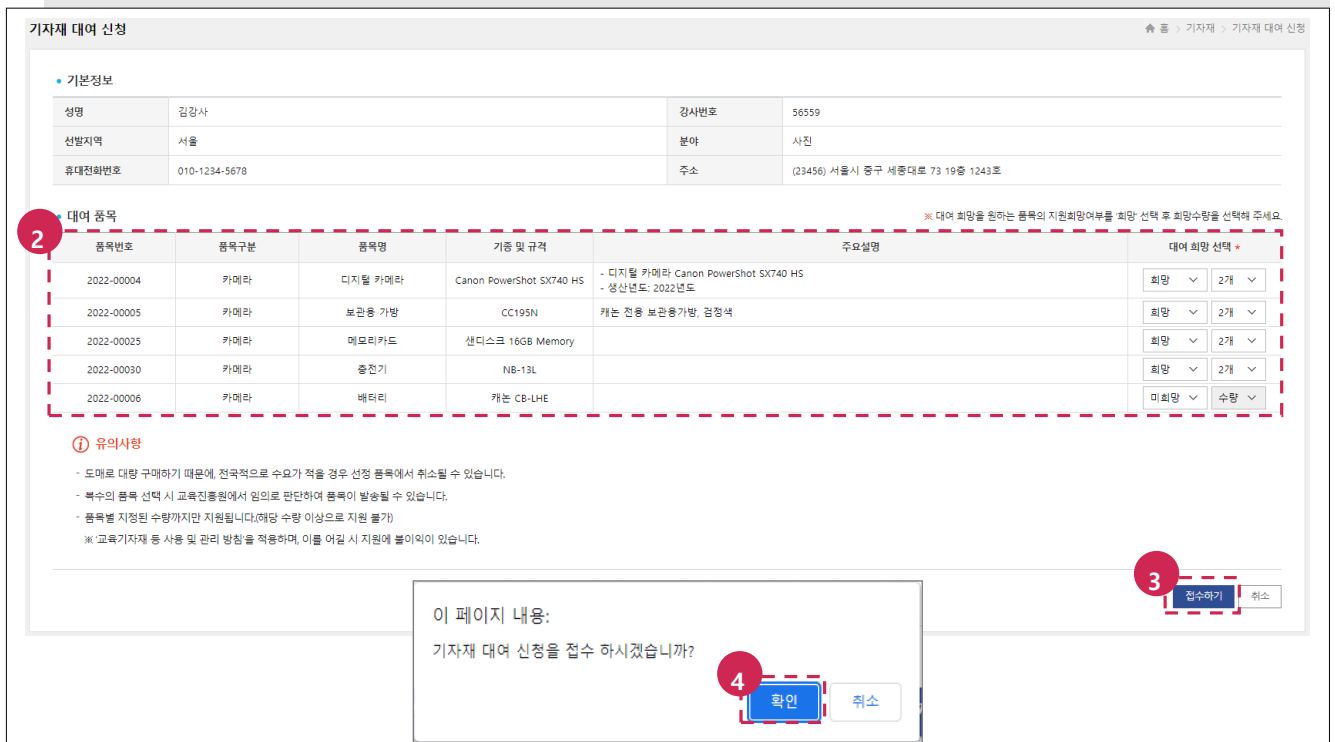 기자재 대여 신청
홈 > 기자재 > 기자재 대여 신청
• 기본정보
성명 김강사 강사번호 56559
선발지역 서울 분야 사진
휴대전화번호 010-1234-5678 주소 (23456) 서울시 중구 세종대로 73 19층 1243호
• 대여 품목
※ 대여 희망을 원하는 품목의 지원희망여부를 '희망' 선택 후 희망수량을 선택해 주세요.
2
품목번호 품목구분 품목명 기종 및 규격 주요설명 대여 희망 선택 *
2022-00004 카메라 디지털 카메라 Canon PowerShot SX740 HS - 디지털 카메라 Canon PowerShot SX740 HS 희망 2개
- 생산년도: 2022년도
2022-00005 카메라 보관용 가방 CC195N 캐논 전용 보관용가방, 검정색 희망 2개
2022-00025 카메라 메모리카드 샌디스크 16GB Memory 희망 2개
2022-00030 카메라 충전기 NB-13L 희망 2개
2022-00006 카메라 배터리 캐논 CB-LHE 미희망 수량
유의사항
- 도매로 대량 구매하기 때문에, 전국적으로 수요가 적을 경우 선정 품목에서 취소될 수 있습니다.
- 복수의 품목 선택 시 교육진흥원에서 임의로 판단하여 품목이 발송될 수 있습니다.
- 품목별 지정된 수량까지만 지원됩니다.(해당 수량 이상으로 지원 불가)
※ '교육기자재 등 사용 및 관리 방침'을 적용하며, 이를 어길 시 지원에 불이익이 있습니다.
3
접수하기 취소
이 페이지 내용:
기자재 대여 신청을 접수 하시겠습니까?
4
확인 취소